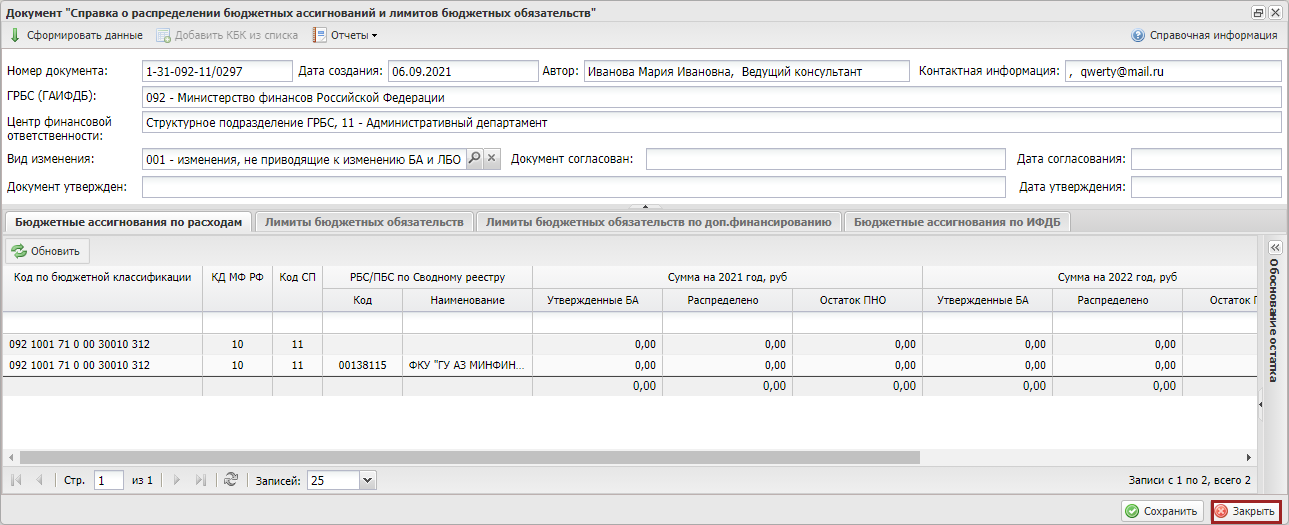 Документ "Справка о распределении бюджетных ассигнований и лимитов бюджетных обязательств"
Сформировать данные Добавить КБК из списка Отчеты Справочная информация
Номер документа: 1-31-092-11/0297 Дата создания: 06.09.2021 Автор: Иванова Мария Ивановна, Ведущий консультант Контактная информация: , qwerty@mail.ru
ГРБС (ГАИФДБ): 092 - Министерство финансов Российской Федерации
Центр финансовой ответственности: Структурное подразделение ГРБС, 11 - Административный департамент
Вид изменения: 001 - изменения, не приводящие к изменению БА и ЛБО Документ согласован: Дата согласования:
Документ утвержден: Дата утверждения:
Бюджетные ассигнования по расходам Лимиты бюджетных обязательств Лимиты бюджетных обязательств по доп.финансированию Бюджетные ассигнования по ИФДБ
Обновить
Код по бюджетной классификации КД МФ РФ Код СП РБС/ПБС по Сводному реестру Сумма на 2021 год, руб Сумма на 2022 год, руб
Код Наименование Утвержденные БА Распределено Остаток ПНО Утвержденные БА Распределено Остаток П
092 1001 71 0 00 30010 312 10 11 0,00 0,00 0,00 0,00 0,00
092 1001 71 0 00 30010 312 10 11 00138115 ФКУ "ГУ АЗ МИНФИН... 0,00 0,00 0,00 0,00 0,00
0,00 0,00 0,00 0,00 0,00
Обоснование остатка
Стр. 1 из 1 Записей: 25 Записи с 1 по 2, всего 2
Сохранить Закрыть